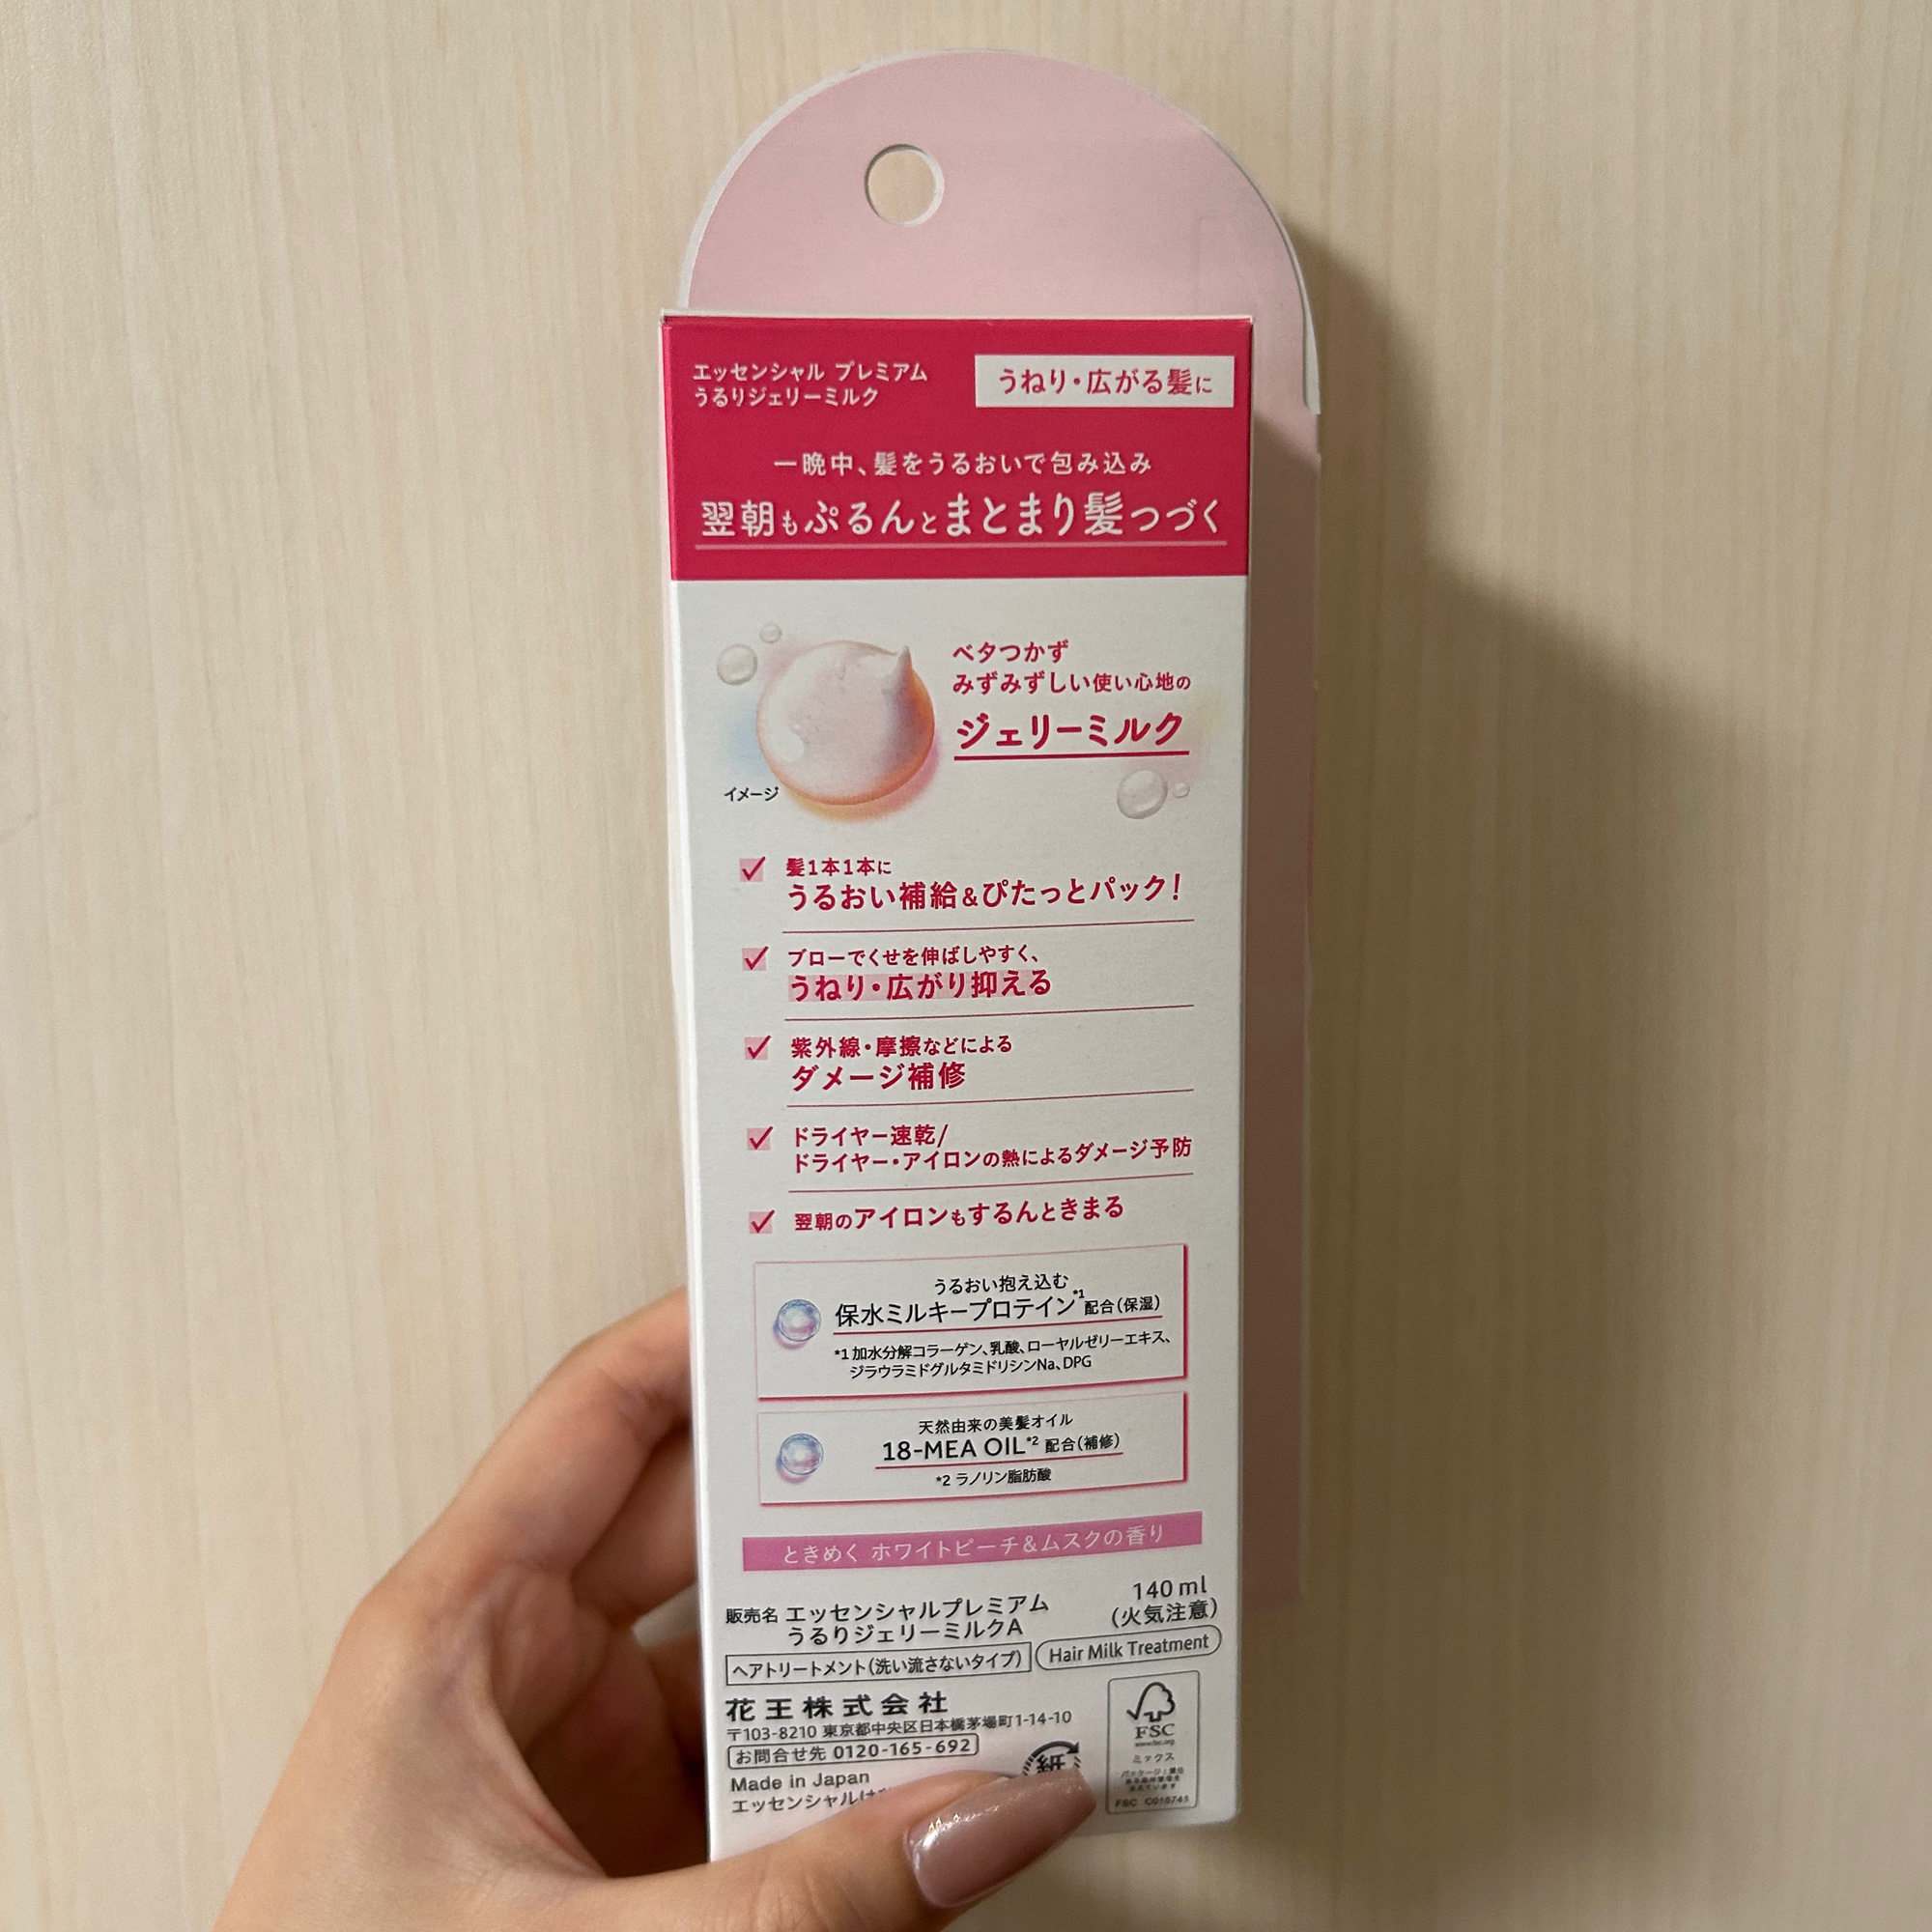 エッセンシャル プレミアム
うるりジェリーミルク
うねり・広がる髪に
一晩中、髪をうるおいで包み込み
翌朝もぷるんとまとまり髪つづく
ベタつかず
みずみずしい使い心地の
ジェリーミルク
イメージ
髪1本1本に
うるおい補給&ぴたっとパック!
ブローでくせを伸ばしやすく、
うねり・広がり抑える
紫外線・摩擦などによる
ダメージ補修
ドライヤー速乾/
ドライヤー・アイロンの熱によるダメージ予防
翌朝のアイロンもするんときまる
うるおい抱え込む
保水ミルキープロテイン*1配合(保湿)
*1 加水分解コラーゲン、乳酸、ローヤルゼリーエキス、
ジラウラミドグルタミドリシンNa、DPG
天然由来の美髪オイル
18-MEA OIL*2 配合(補修)
*2 ラノリン脂肪酸
ときめく ホワイトピーチ&ムスクの香り
140 ml
(火気注意)
販売名 エッセンシャルプレミアム
うるりジェリーミルクA
ヘアトリートメント(洗い流さないタイプ)
Hair Milk Treatment
花王株式会社
〒103-8210 東京都中央区日本橋茅場町1-14-10
お問合せ先 0120-165-692
Made in Japan
エッセンシャルは
紙
FSC
www.fsc.org
ミックス
FSC C010741